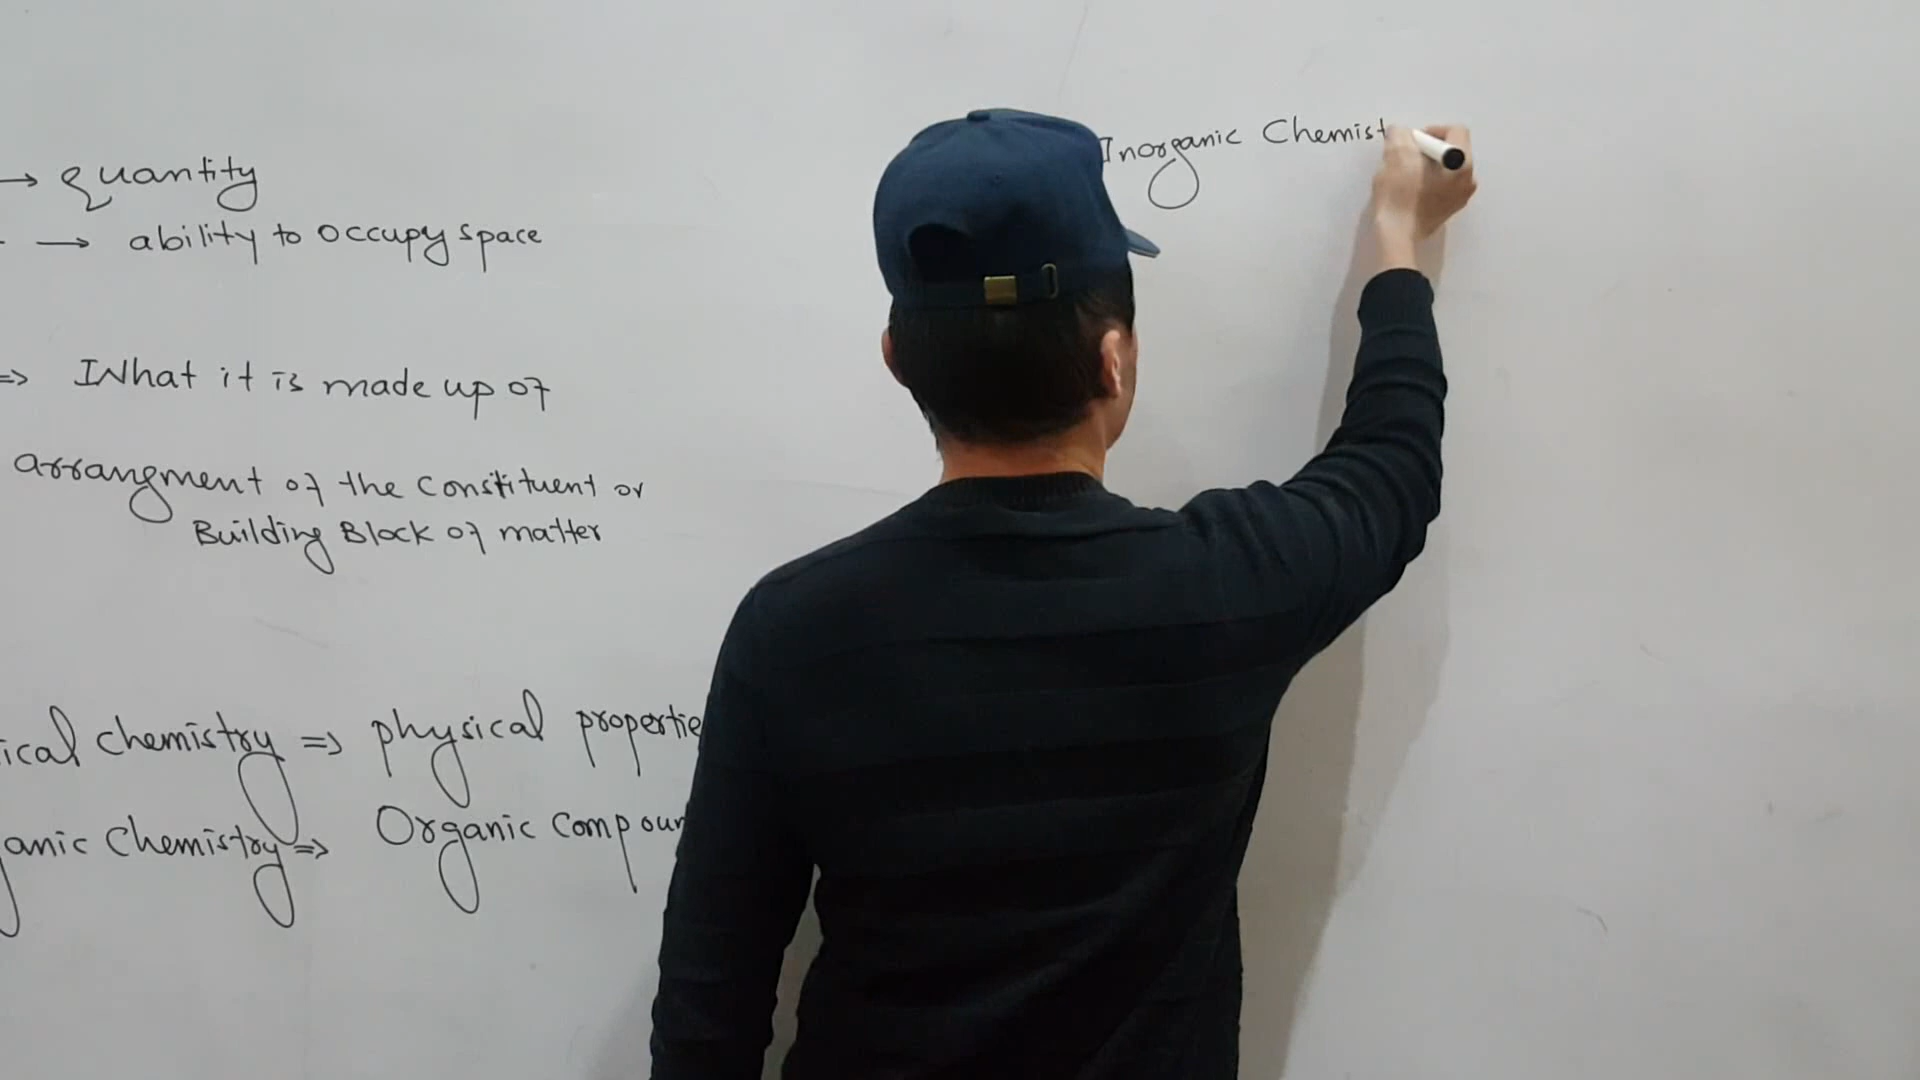 → quantity
→ ability to occupy space
⇒ What it is made up of
arrangment of the constituent or
Building Block of matter
ical chemistry ⇒ physical propertie
anic Chemistry ⇒ Organic Compoun
Inorganic Chemist